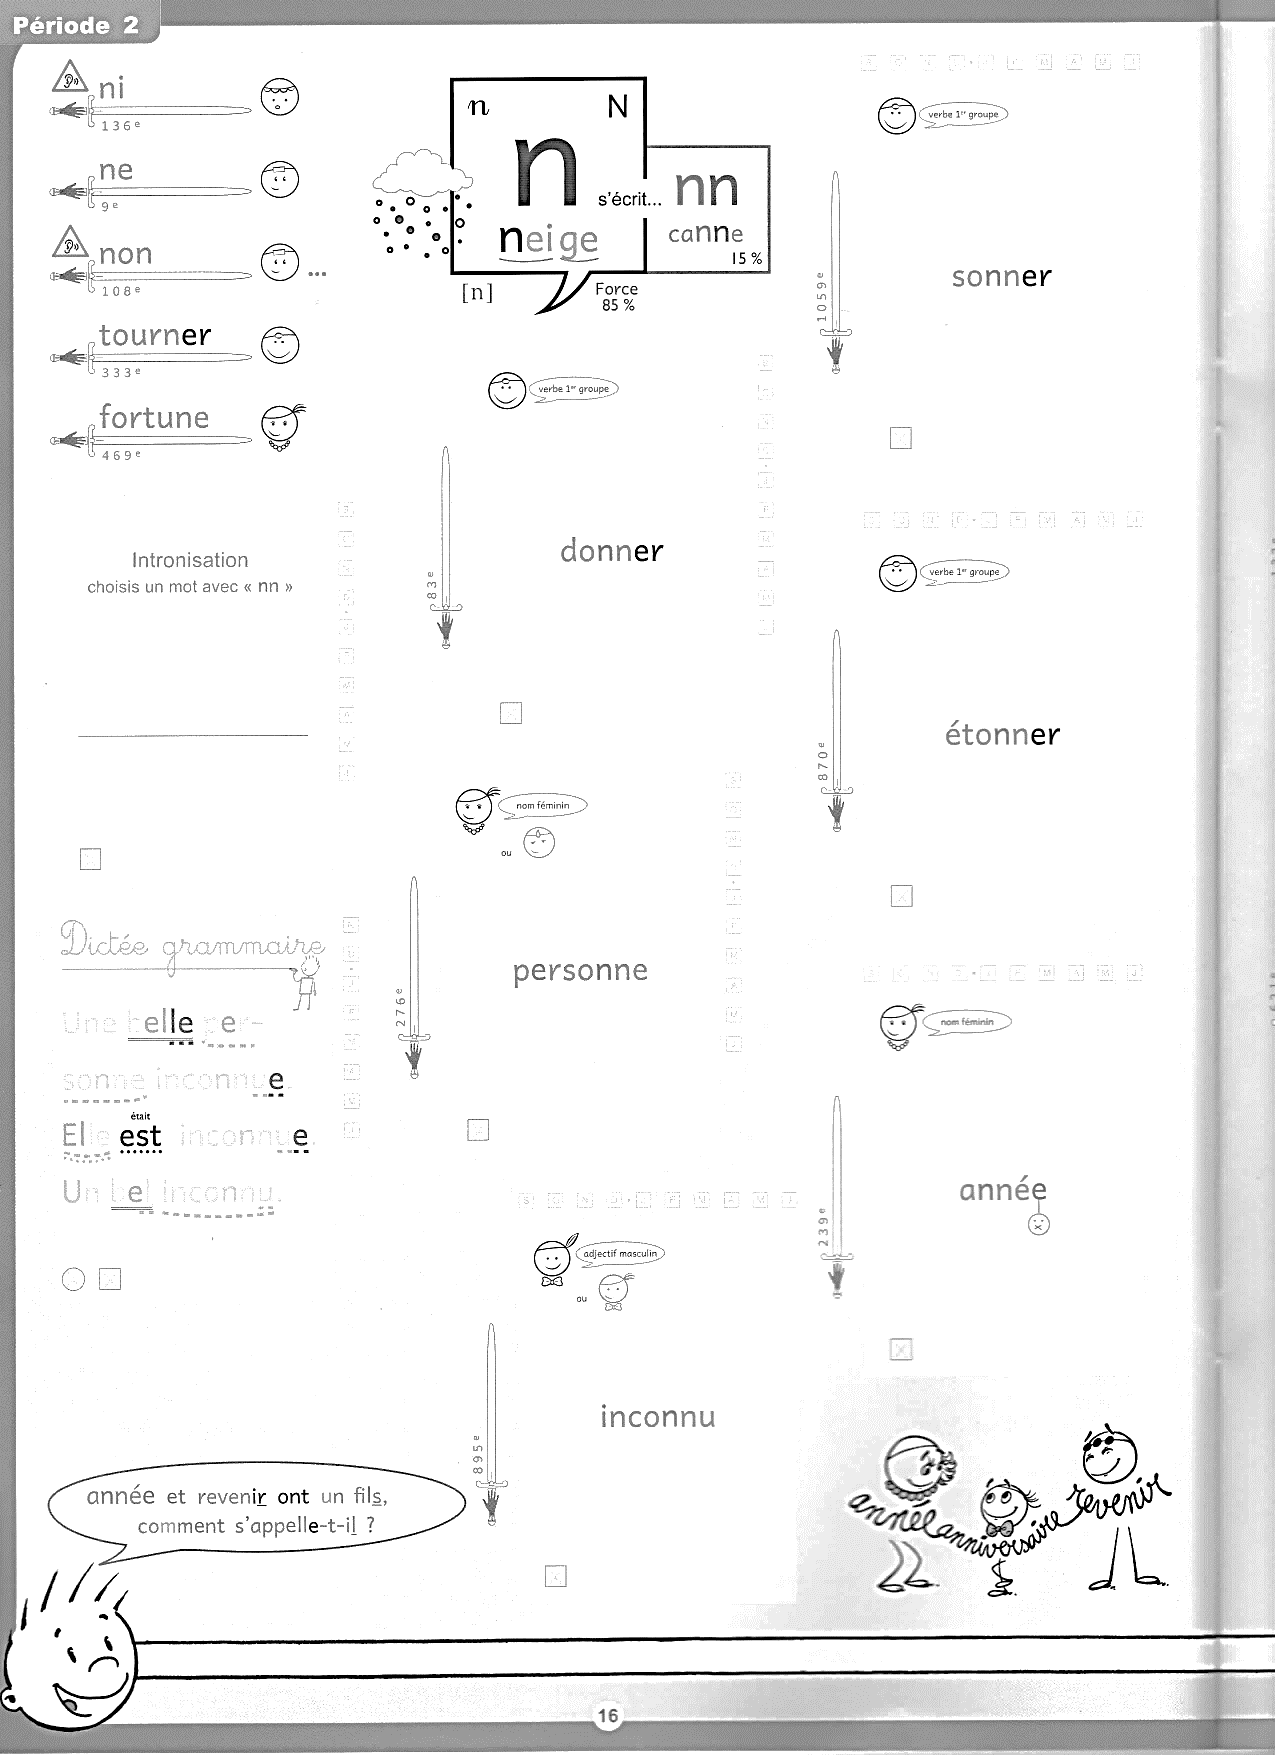 Période 2
ni
136e
ne
9e
non
108e
...
tourner
333e
fortune
469e
n N
n
s'écrit...
neige
nn
canne
15 %
[n]
Force
85 %
verbe 1er groupe
donner
83e
Intronisation
choisis un mot avec « nn »
nom féminin
ou
personne
276e
Dictée grammaire
Une belle per-
sonne inconnue.
était
Elle est inconnue.
Un bel inconnu.
S O N D J F M A M J
adjectif masculin
ou
inconnu
895e
verbe 1er groupe
sonner
1059e
verbe 1er groupe
étonner
870e
nom féminin
année
239e
année anniversaire revenir
année et revenir ont un fils,
comment s'appelle-t-il ?
16